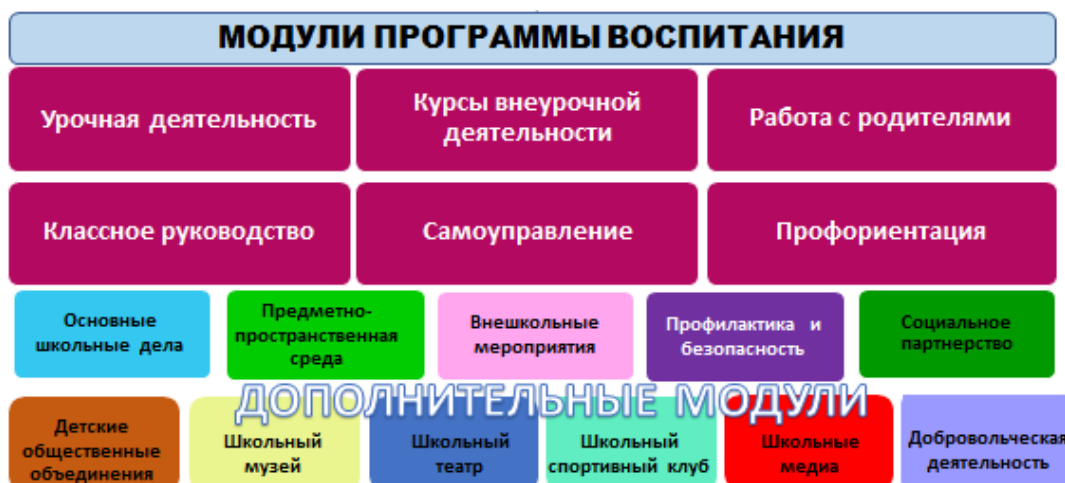 МОДУЛИ ПРОГРАММЫ ВОСПИТАНИЯ
Урочная деятельность
Курсы внеурочной
деятельности
Работа с родителями
Классное руководство
Самоуправление
Профориентация
Основные
школьные дела
Предметно-
пространственная
среда
Внешкольные
мероприятия
Профилактика и
безопасность
Социальное
партнерство
ДОПОЛНИТЕЛЬНЫЕ МОДУЛИ
Детские
общественные
объединения
Школьный
музей
Школьный
театр
Школьный
спортивный клуб
Школьные
медиа
Добровольческая
деятельность